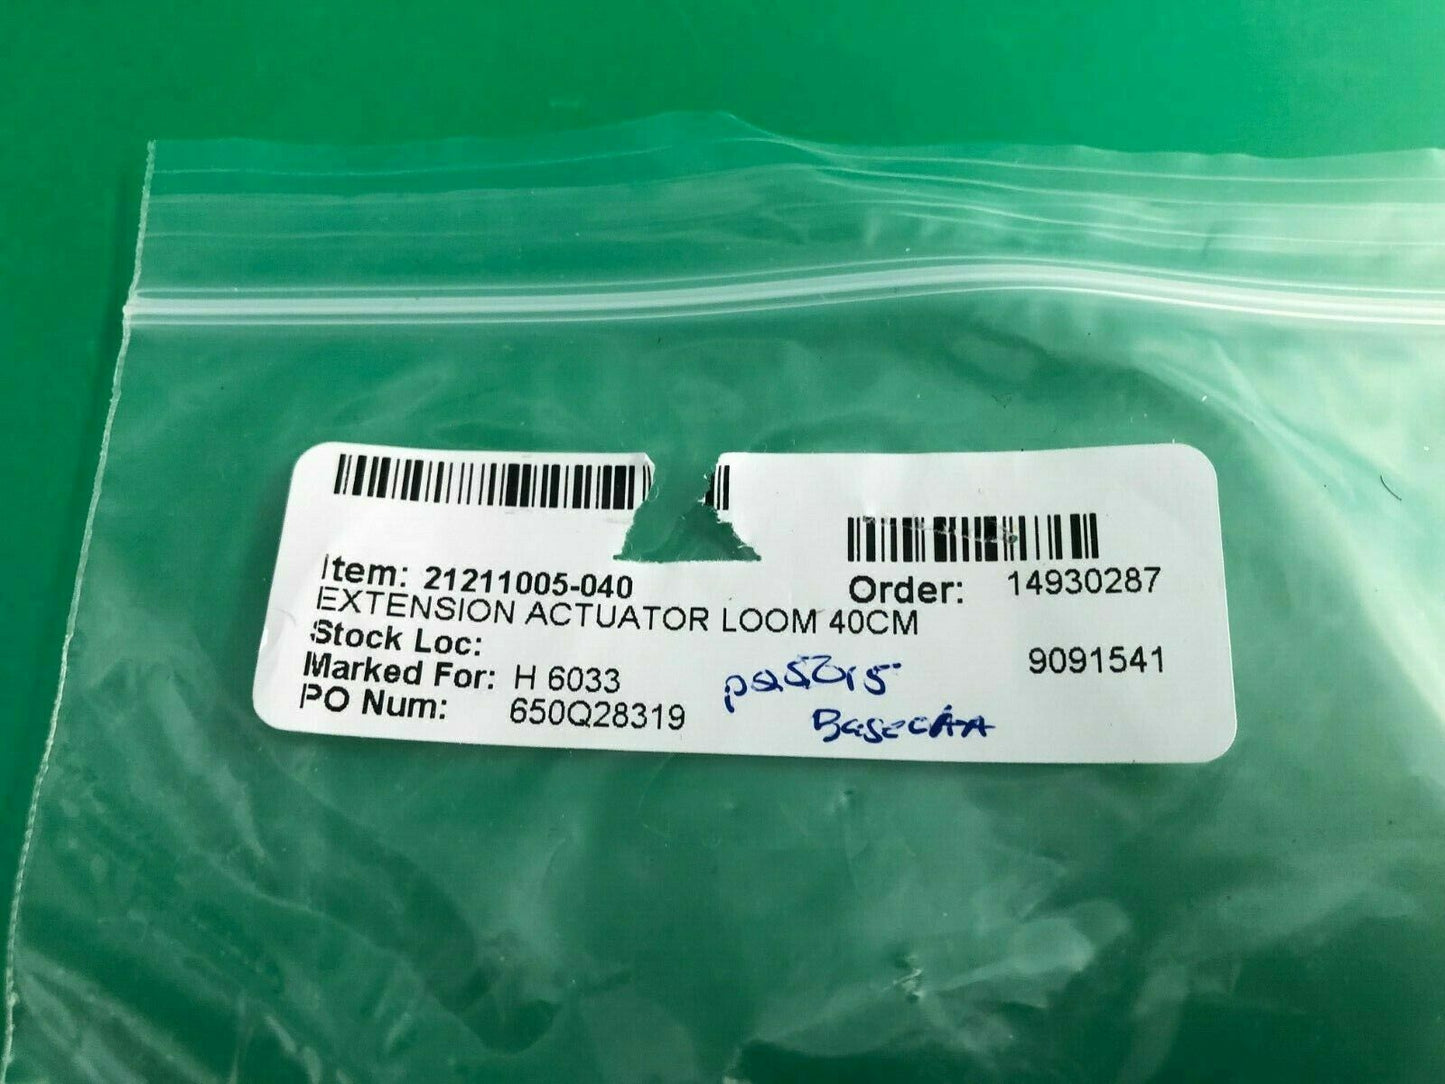 Item: 21211005-040
Order: 14930287
EXTENSION ACTUATOR LOOM 40CM
Stock Loc:
Marked For: H 6033
9091541
PO Num: 650Q28319